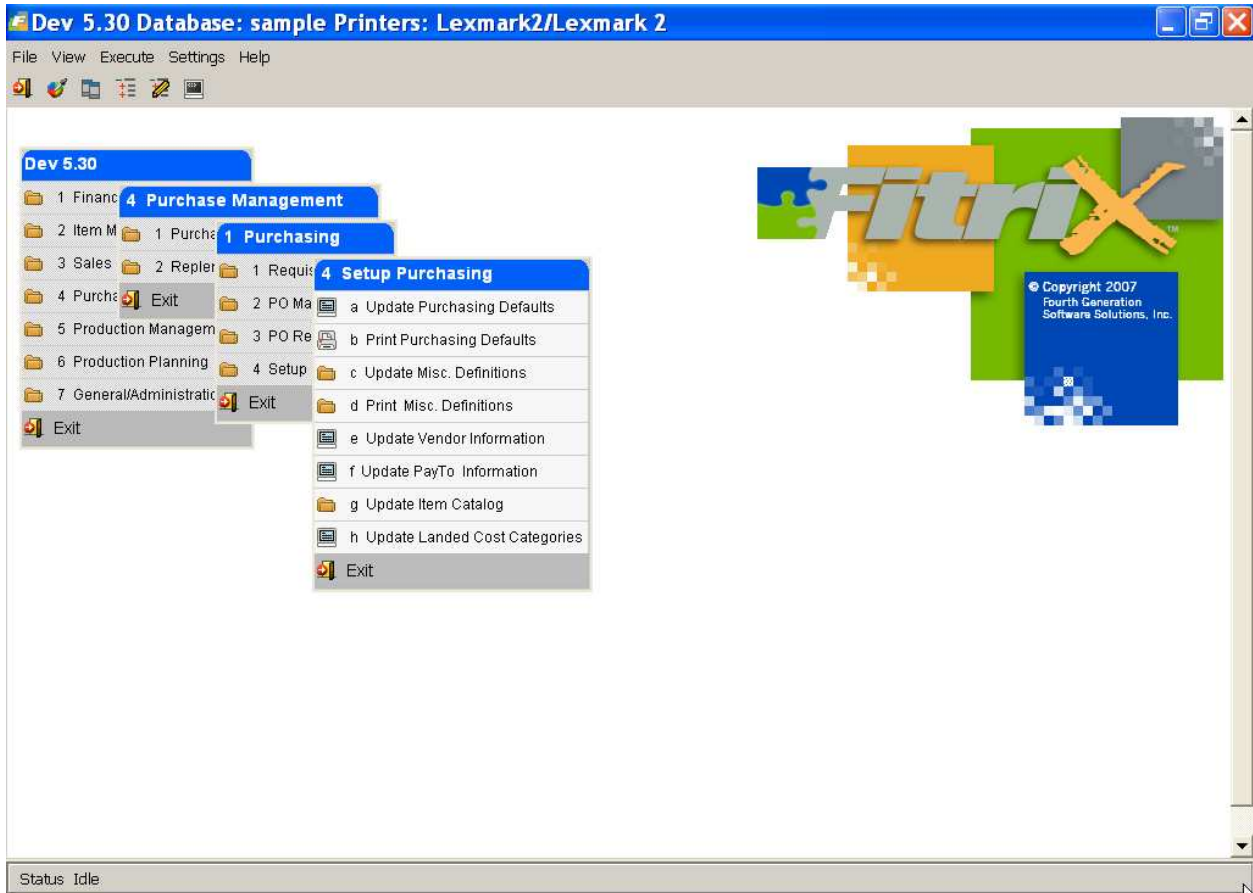 Dev 5.30 Database: sample Printers: Lexmark2/Lexmark 2
File View Execute Settings Help
Dev 5.30
1 Financ
2 Item M
3 Sales
4 Purcha
5 Production Managem
6 Production Planning
7 General/Administratic
Exit
4 Purchase Management
1 Purcha
2 Repler
Exit
1 Purchasing
1 Requis
2 PO Ma
3 PO Re
4 Setup
Exit
4 Setup Purchasing
a Update Purchasing Defaults
b Print Purchasing Defaults
c Update Misc. Definitions
d Print Misc. Definitions
e Update Vendor Information
f Update PayTo Information
g Update Item Catalog
h Update Landed Cost Categories
Exit
Fitrix™
© Copyright 2007
Fourth Generation
Software Solutions, Inc.
Status Idle